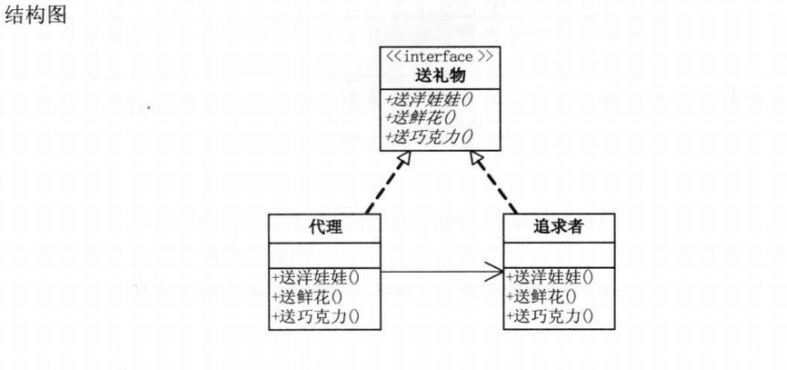 结构图
<<interface>>
送礼物
+送洋娃娃()
+送鲜花()
+送巧克力()
代理
+送洋娃娃()
+送鲜花()
+送巧克力()
追求者
+送洋娃娃()
+送鲜花()
+送巧克力()